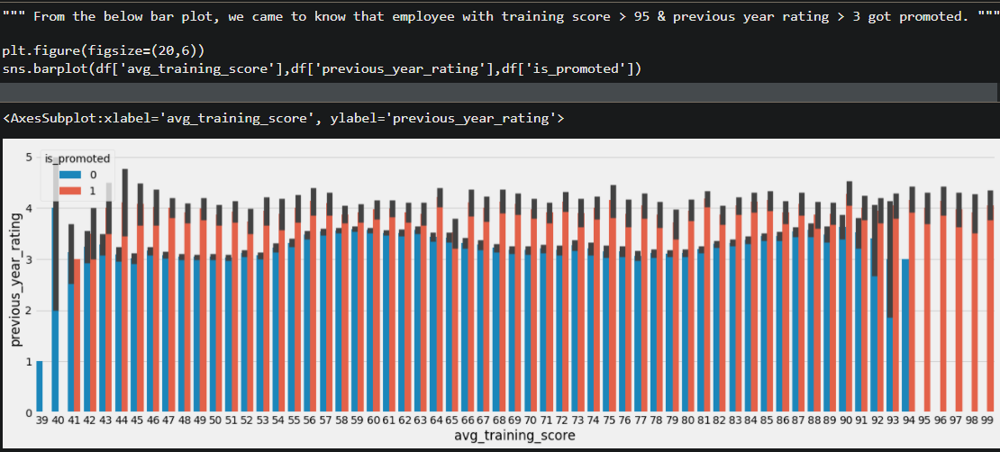 """ From the below bar plot, we came to know that employee with training score > 95 & previous year rating > 3 got promoted. """
plt.figure(figsize=(20,6))
sns.barplot(df['avg_training_score'],df['previous_year_rating'],df['is_promoted'])
<AxesSubplot:xlabel='avg_training_score', ylabel='previous_year_rating'>
is_promoted
0
1
5
4
3
2
1
0
previous_year_rating
39 40 41 42 43 44 45 46 47 48 49 50 51 52 53 54 55 56 57 58 59 60 61 62 63 64 65 66 67 68 69 70 71 72 73 74 75 76 77 78 79 80 81 82 83 84 85 86 87 88 89 90 91 92 93 94 95 96 97 98 99
avg_training_score